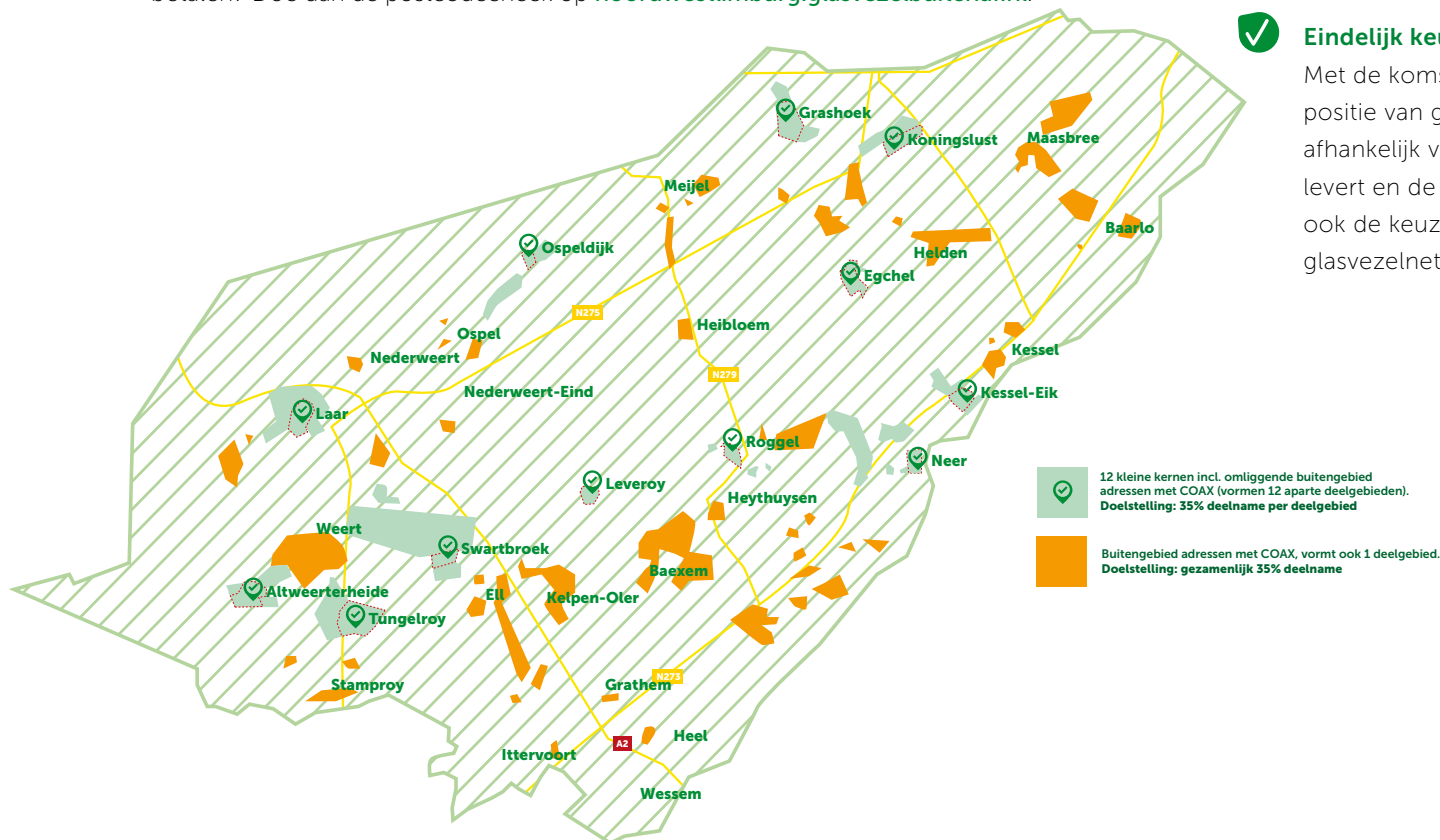 Eindelijk
Met de
positie van
afhankelijk
levert en de
ook de
Grashoek
Koningslust
Maasbree
Meijel
Baarlo
Ospeldijk
Helden
Egchel
N275
Heibloem
Ospel
Kessel
Nederweert
N279
Nederweert-Eind
Kessel-Eik
Laar
Roggel
Neer
Leveroy
Heythuysen
12 kleine kernen incl. omliggende buitengebied
adressen met COAX (vormen 12 aparte deelgebieden).
Doelstelling: 35% deelname per deelgebied
Weert
Swartbroek
Buitengebied adressen met COAX, vormt ook 1 deelgebied.
Doelstelling: gezamenlijk 35% deelname
Baexem
Altweerterheide
Ell
Kelpen-Oler
Tungelroy
N273
Stamproy
Grathem
Heel
A2
Ittervoort
Wessem